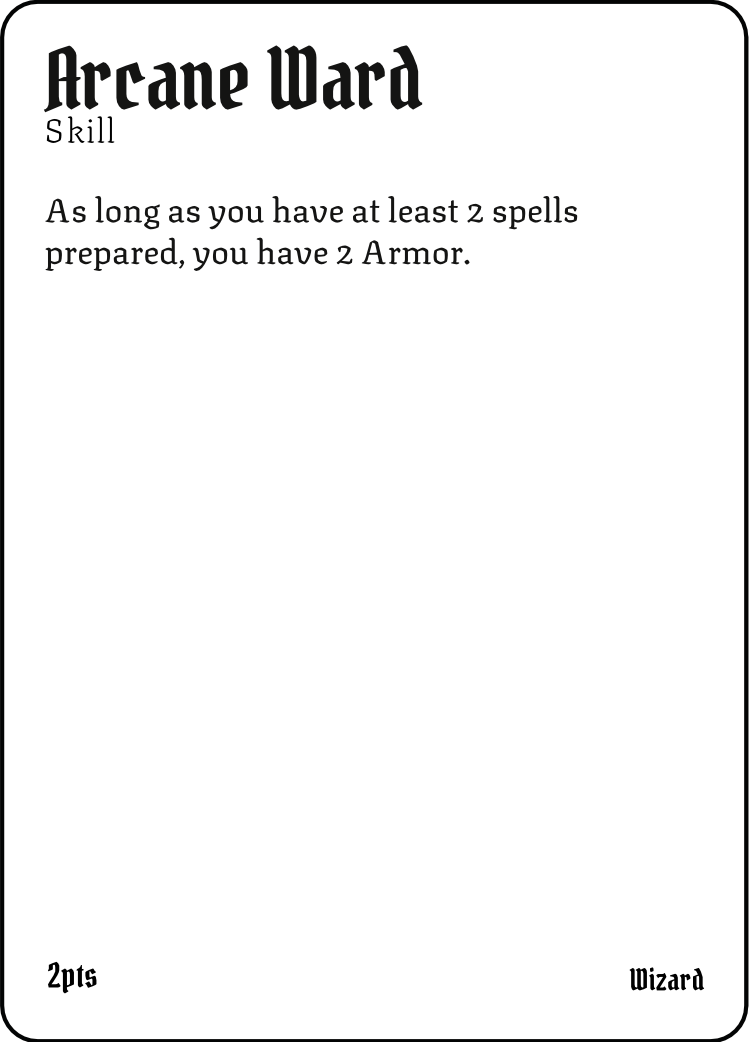 Arcane Ward
Skill
As long as you have at least 2 spells
prepared, you have 2 Armor.
2pts
Wizard